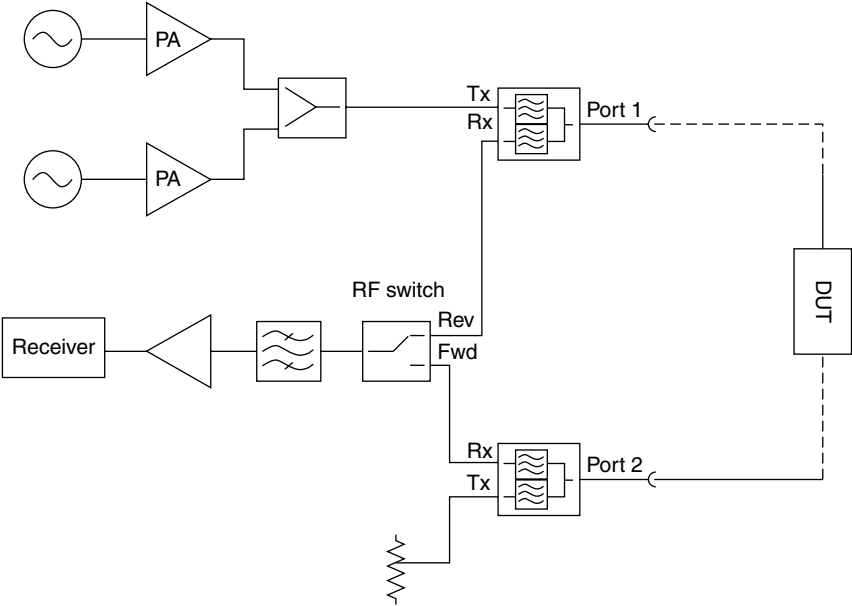 PA
Tx
Rx
Port 1
PA
DUT
RF switch
Rev
Receiver
Fwd
Rx
Port 2
Tx